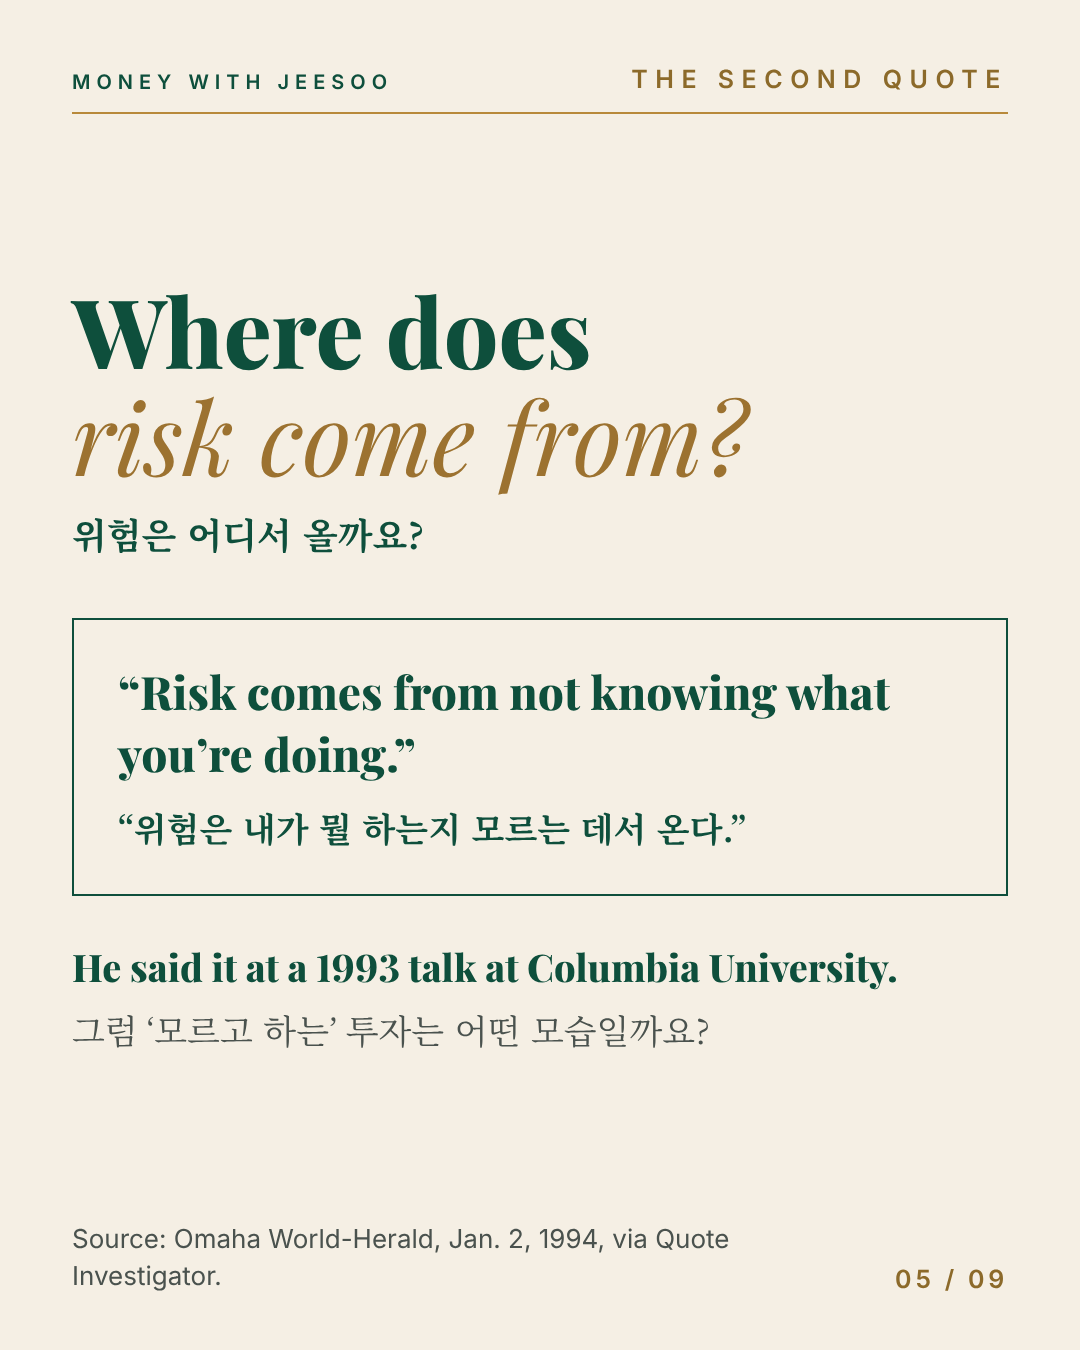 MONEY WITH JEESOO
THE SECOND QUOTE
Where does
risk come from?
위험은 어디서 올까요?
“Risk comes from not knowing what
you’re doing.”
“위험은 내가 뭘 하는지 모르는 데서 온다.”
He said it at a 1993 talk at Columbia University.
그럼 ‘모르고 하는’ 투자는 어떤 모습일까요?
Source: Omaha World-Herald, Jan. 2, 1994, via Quote
Investigator.
05 / 09